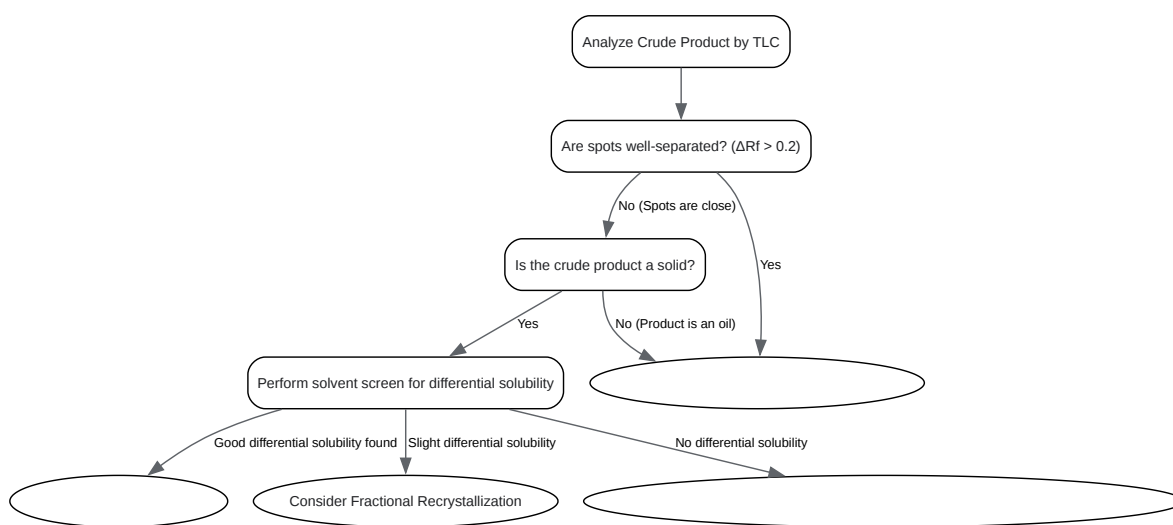 Analyze Crude Product by TLC
Are spots well-separated? (ΔRf > 0.2)
No (Spots are close)
Is the crude product a solid?
Yes
Yes
No (Product is an oil)
Perform solvent screen for differential solubility
Good differential solubility found
Slight differential solubility
No differential solubility
Consider Fractional Recrystallization